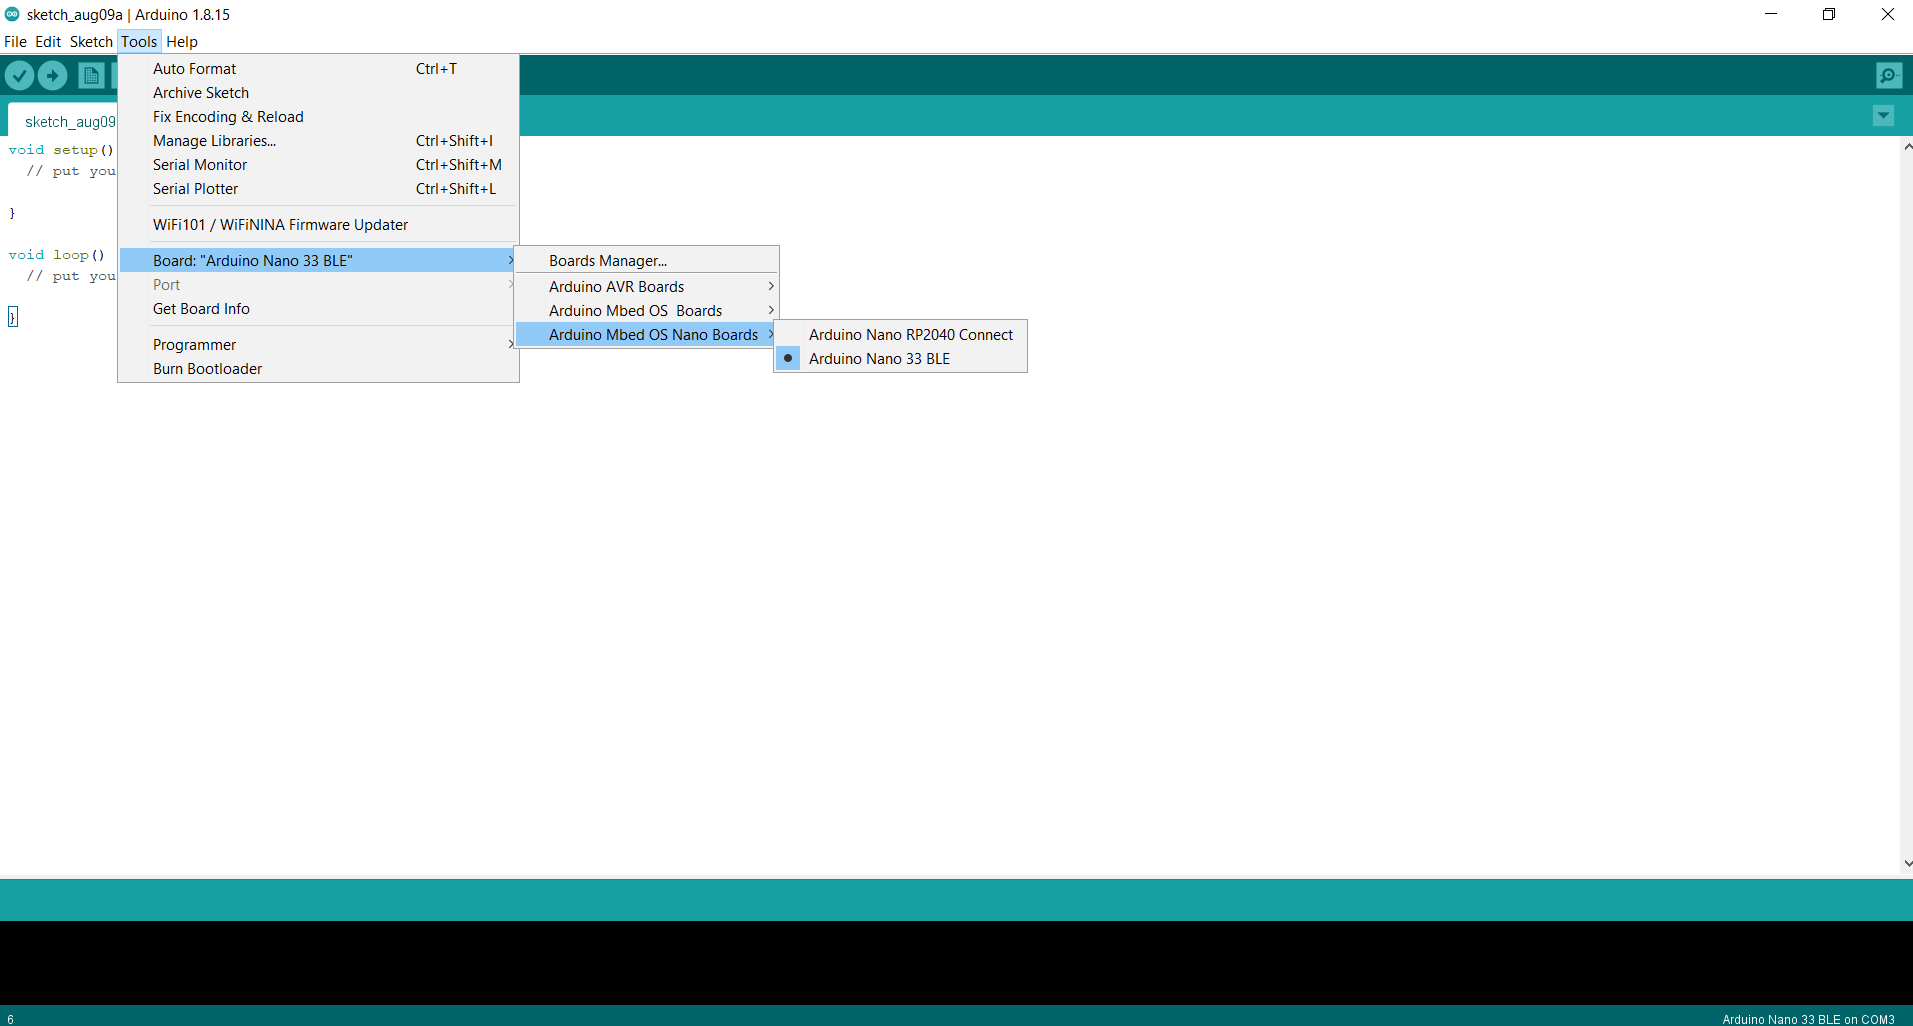 sketch_aug09a | Arduino 1.8.15
File Edit Sketch Tools Help
Auto Format Ctrl+T
Archive Sketch
Fix Encoding & Reload
Manage Libraries... Ctrl+Shift+I
Serial Monitor Ctrl+Shift+M
Serial Plotter Ctrl+Shift+L
WiFi101 / WiFiNINA Firmware Updater
Board: "Arduino Nano 33 BLE"
Port
Get Board Info
Programmer
Burn Bootloader
Boards Manager...
Arduino AVR Boards
Arduino Mbed OS  Boards
Arduino Mbed OS Nano Boards
Arduino Nano RP2040 Connect
Arduino Nano 33 BLE
sketch_aug09
void setup()
// put you
}
void loop()
// put you
}
6
Arduino Nano 33 BLE on COM3